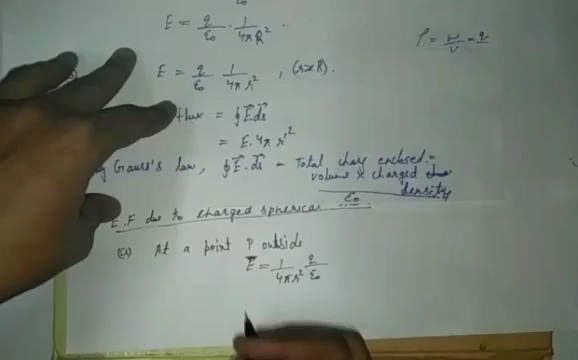 ε₀
E = q/ε₀ · 1/4πR²
E = q/ε₀ 1/4πr² , (r≥R).
flux = ∮E⃗ds⃗
= E.4πr²
Gauss's law, ∮E⃗.ds⃗ = Total charge enclosed =
volume × charged
density
ε₀
E.F due to charged spherical
(a) At a point P outside
E = 1/4πr² q/ε₀